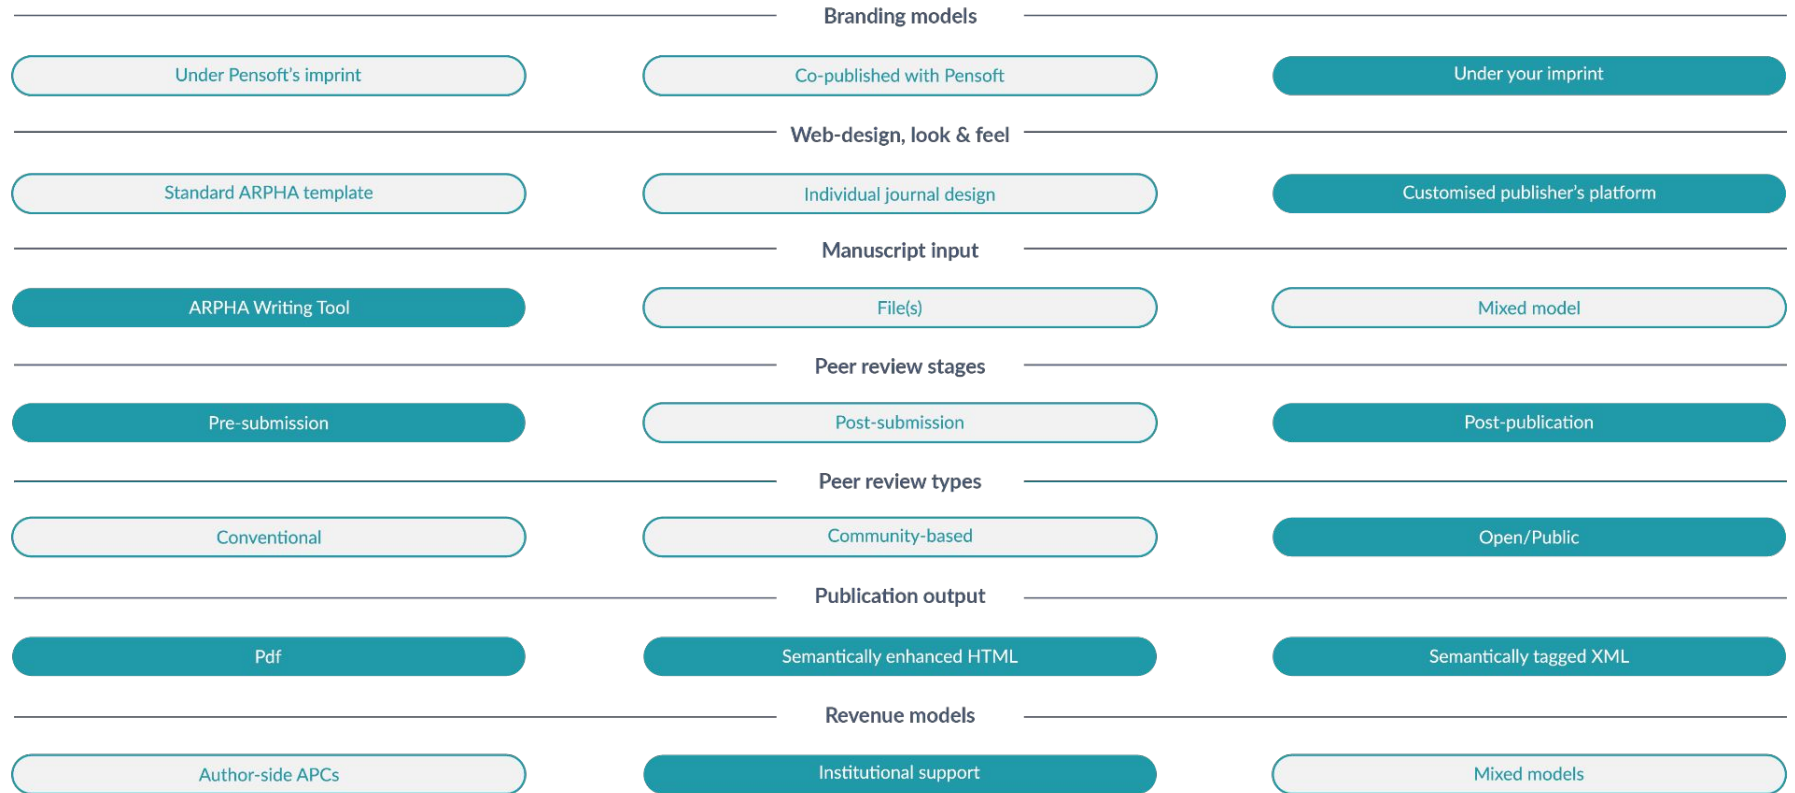 Branding models
Under Pensoft's imprint
Co-published with Pensoft
Under your imprint
Web-design, look & feel
Standard ARPHA template
Individual journal design
Customised publisher's platform
Manuscript input
ARPHA Writing Tool
File(s)
Mixed model
Peer review stages
Pre-submission
Post-submission
Post-publication
Peer review types
Conventional
Community-based
Open/Public
Publication output
Pdf
Semantically enhanced HTML
Semantically tagged XML
Revenue models
Author-side APCs
Institutional support
Mixed models